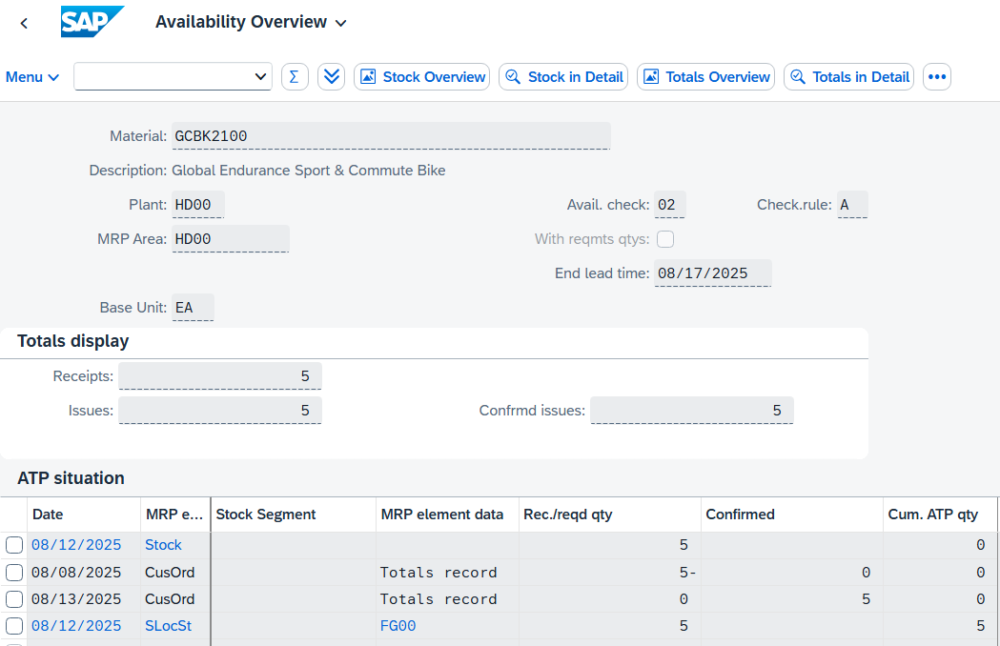 SAP Availability Overview
Menu Σ Stock Overview Stock in Detail Totals Overview Totals in Detail •••
Material: GCBK2100
Description: Global Endurance Sport & Commute Bike
Plant: HD00 Avail. check: 02 Check.rule: A
MRP Area: HD00 With reqmts qtys:
End lead time: 08/17/2025
Base Unit: EA
Totals display
Receipts: 5
Issues: 5 Confrmd issues: 5
ATP situation
Date MRP e... Stock Segment MRP element data Rec./reqd qty Confirmed Cum. ATP qty
08/12/2025 Stock 5 0
08/08/2025 CusOrd Totals record 5- 0 0
08/13/2025 CusOrd Totals record 0 5 0
08/12/2025 SLocSt FG00 5 5